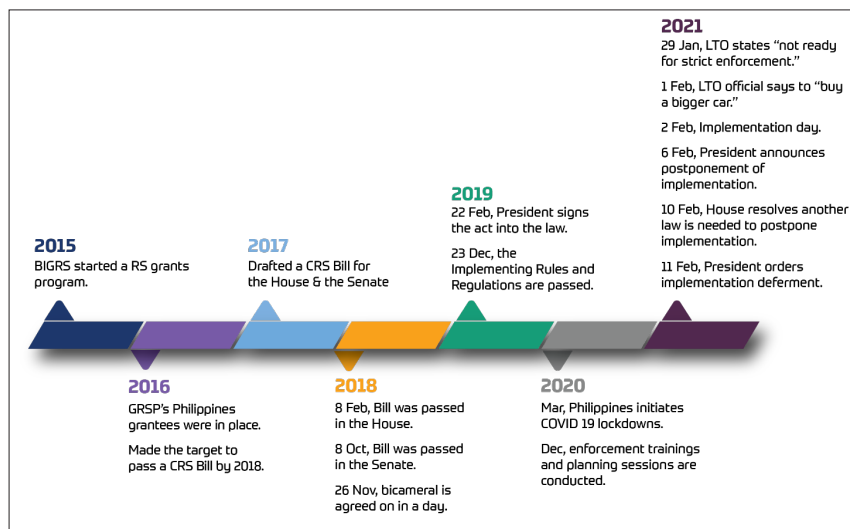 2015
BIGRS started a RS grants
program.
2016
GRSP's Philippines
grantees were in place.
Made the target to
pass a CRS Bill by 2018.
2017
Drafted a CRS Bill for
the House & the Senate
2018
8 Feb, Bill was passed
in the House.
8 Oct, Bill was passed
in the Senate.
26 Nov, bicameral is
agreed on in a day.
2019
22 Feb, President signs
the act into the law.
23 Dec, the
Implementing Rules and
Regulations are passed.
2020
Mar, Philippines initiates
COVID 19 lockdowns.
Dec, enforcement trainings
and planning sessions are
conducted.
2021
29 Jan, LTO states “not ready
for strict enforcement.”
1 Feb, LTO official says to “buy
a bigger car.”
2 Feb, Implementation day.
6 Feb, President announces
postponement of
implementation.
10 Feb, House resolves another
law is needed to postpone
implementation.
11 Feb, President orders
implementation deferment.